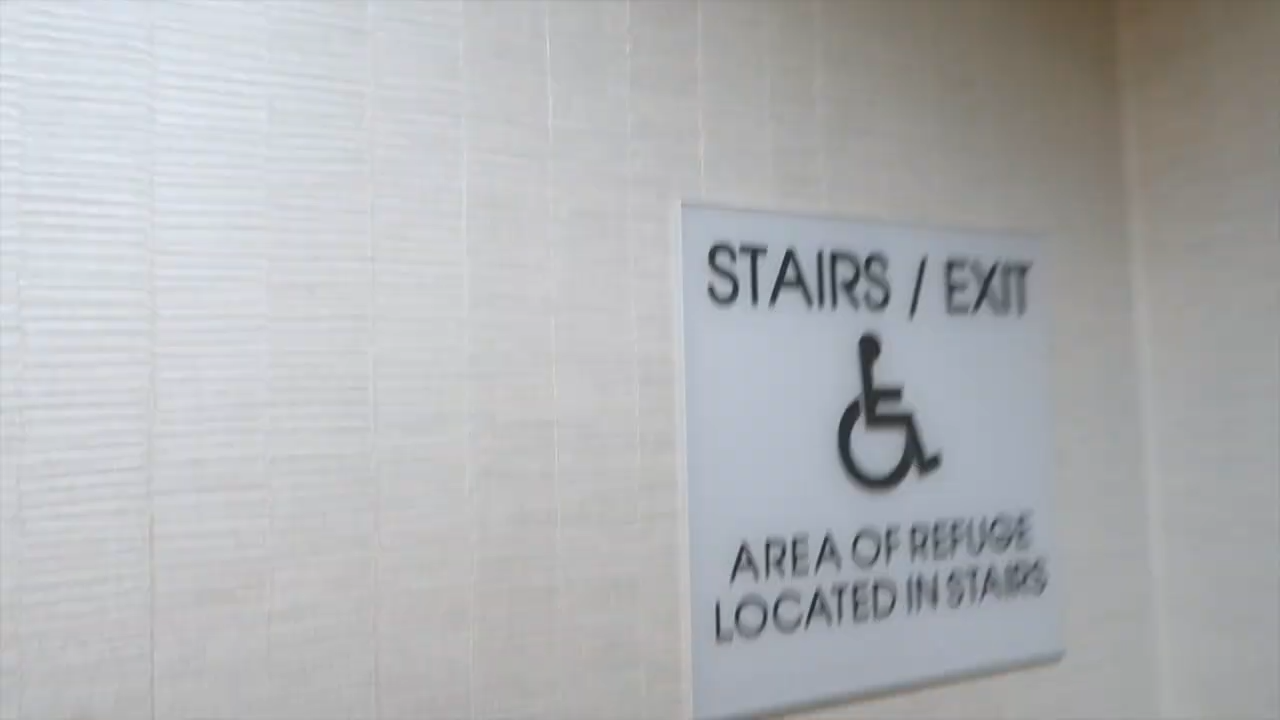 STAIRS / EXIT
AREA OF REFUGE
LOCATED IN STAIRS